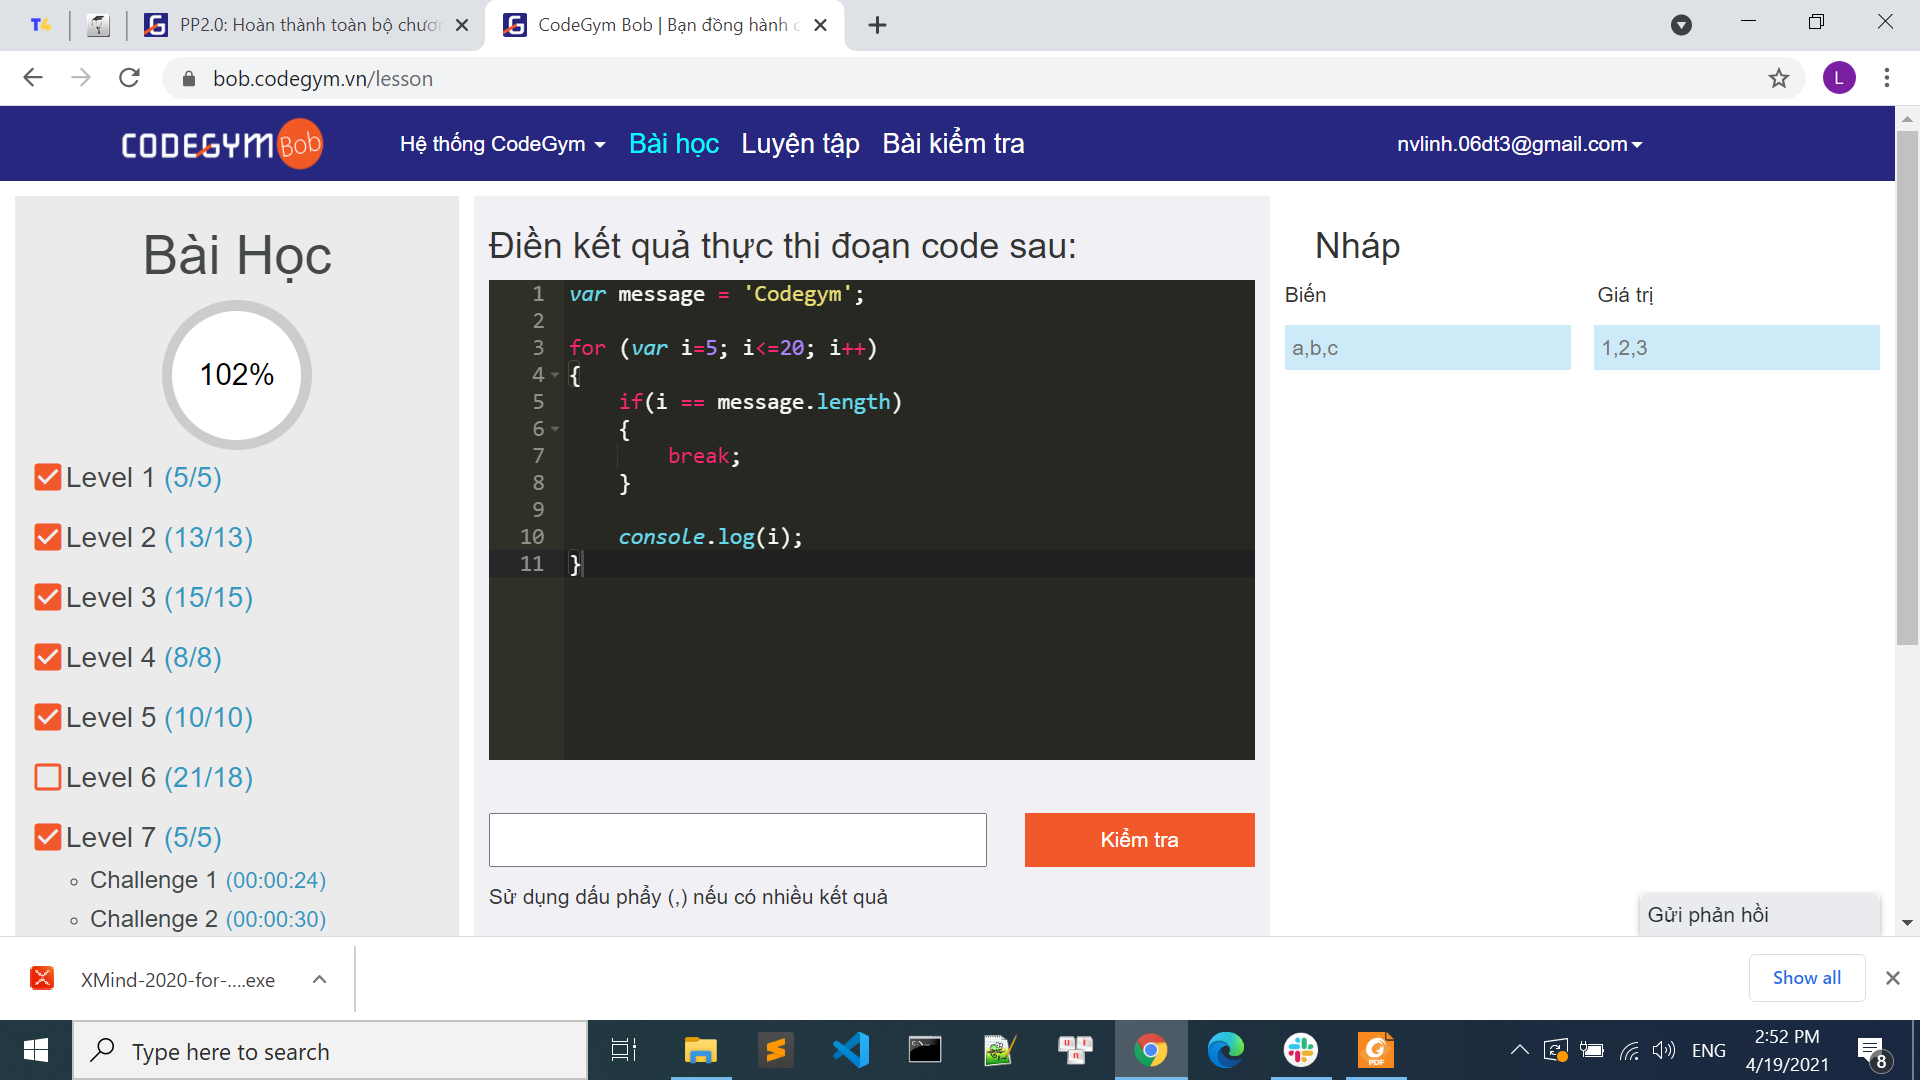 PP2.0: Hoàn thành toàn bộ chươn
CodeGym Bob | Bạn đồng hành c
bob.codegym.vn/lesson
L
CODEGYM Bob
Hệ thống CodeGym
Bài học
Luyện tập
Bài kiểm tra
nvlinh.06dt3@gmail.com
Bài Học
102%
Level 1 (5/5)
Level 2 (13/13)
Level 3 (15/15)
Level 4 (8/8)
Level 5 (10/10)
Level 6 (21/18)
Level 7 (5/5)
Challenge 1 (00:00:24)
Challenge 2 (00:00:30)
Điền kết quả thực thi đoạn code sau:
1 var message = 'Codegym';
2
3 for (var i=5; i<=20; i++)
4 {
5 if(i == message.length)
6 {
7 break;
8 }
9
10 console.log(i);
11 }
Kiểm tra
Sử dụng dấu phẩy (,) nếu có nhiều kết quả
Nháp
Biến Giá trị
a,b,c 1,2,3
Gửi phản hồi
XMind-2020-for-....exe
Show all
Type here to search
PDF
ENG
2:52 PM
4/19/2021
8